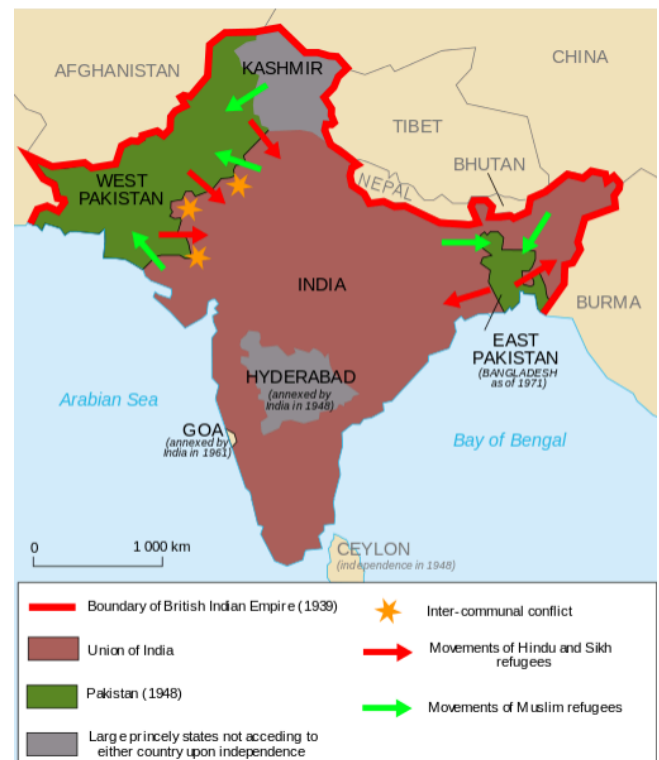 AFGHANISTAN
KASHMIR
CHINA
TIBET
WEST
PAKISTAN
NEPAL
BHUTAN
INDIA
BURMA
EAST
PAKISTAN
(BANGLADESH
as of 1971)
HYDERABAD
(annexed by
India in 1948)
Arabian Sea
GOA
(annexed by
India in 1961)
Bay of Bengal
0 1 000 km
CEYLON
(independence in 1948)
Boundary of British Indian Empire (1939)
Union of India
Pakistan (1948)
Large princely states not acceding to
either country upon independence
Inter-communal conflict
Movements of Hindu and Sikh
refugees
Movements of Muslim refugees